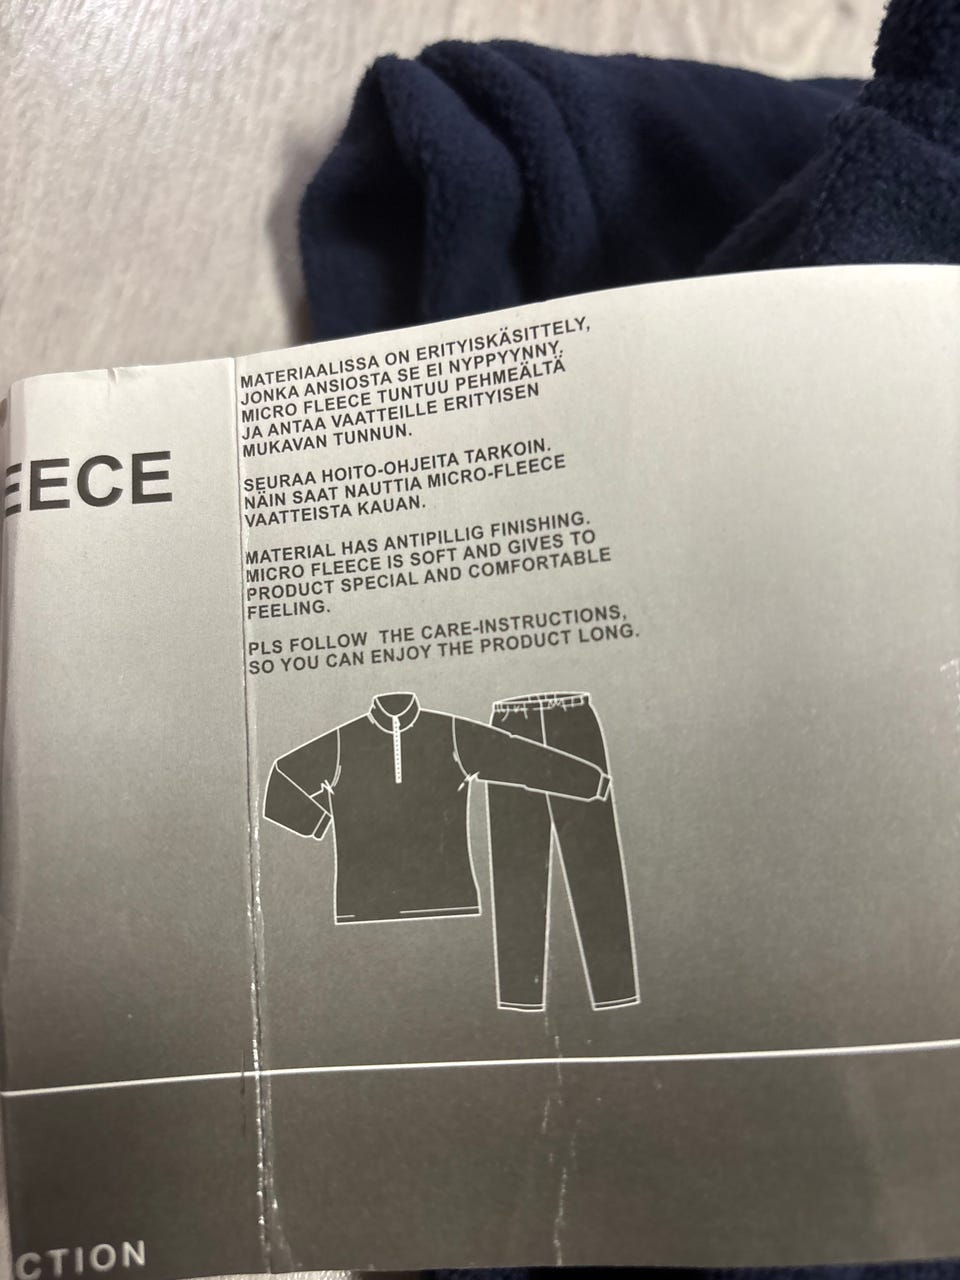 MATERIAALISSA ON ERITYISKÄSITTELY,
JONKA ANSIOSTA SE EI NYPPYYNNY.
MICRO FLEECE TUNTUU PEHMEÄLTÄ
JA ANTAA VAATTEILLE ERITYISEN
MUKAVAN TUNNUN.
SEURAA HOITO-OHJEITA TARKOIN.
NÄIN SAAT NAUTTIA MICRO-FLEECE
VAATTEISTA KAUAN.
MATERIAL HAS ANTIPILLIG FINISHING.
MICRO FLEECE IS SOFT AND GIVES TO
PRODUCT SPECIAL AND COMFORTABLE
FEELING.
PLS FOLLOW THE CARE-INSTRUCTIONS,
SO YOU CAN ENJOY THE PRODUCT LONG.
EECE
CTION